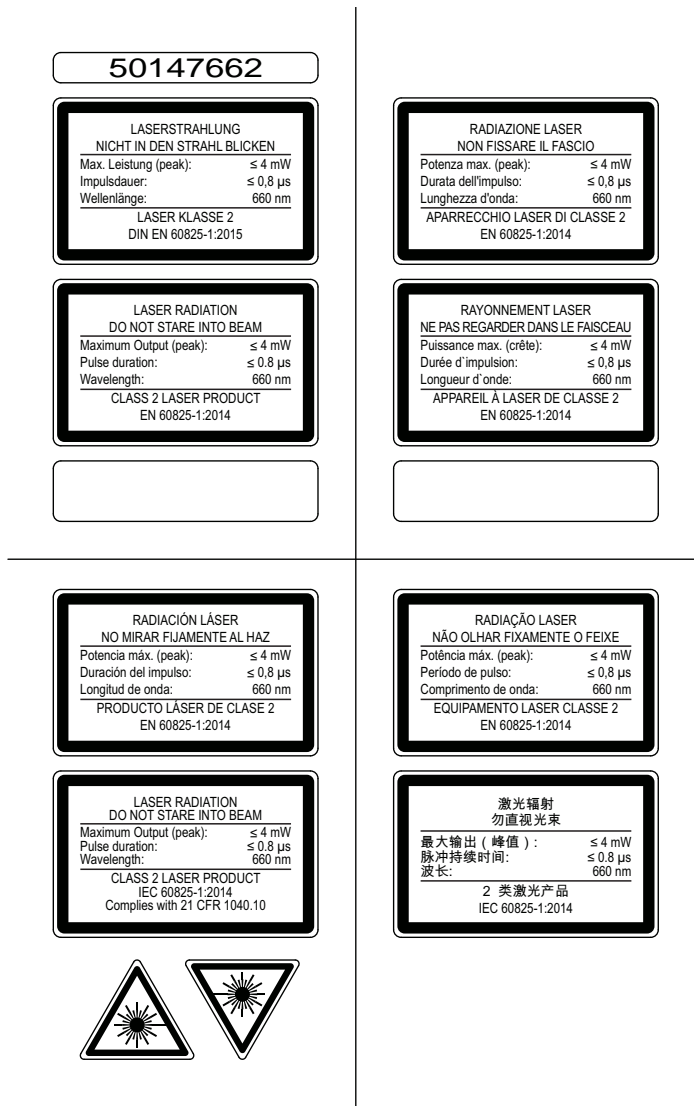 50147662
LASERSTRAHLUNG
NICHT IN DEN STRAHL BLICKEN
Max. Leistung (peak): ≤ 4 mW
Impulsdauer: ≤ 0,8 µs
Wellenlänge: 660 nm
LASER KLASSE 2
DIN EN 60825-1:2015
LASER RADIATION
DO NOT STARE INTO BEAM
Maximum Output (peak): ≤ 4 mW
Pulse duration: ≤ 0.8 µs
Wavelength: 660 nm
CLASS 2 LASER PRODUCT
EN 60825-1:2014
RADIAZIONE LASER
NON FISSARE IL FASCIO
Potenza max. (peak): ≤ 4 mW
Durata dell'impulso: ≤ 0,8 µs
Lunghezza d'onda: 660 nm
APARRECCHIO LASER DI CLASSE 2
EN 60825-1:2014
RAYONNEMENT LASER
NE PAS REGARDER DANS LE FAISCEAU
Puissance max. (crête): ≤ 4 mW
Durée d`impulsion: ≤ 0,8 µs
Longueur d`onde: 660 nm
APPAREIL À LASER DE CLASSE 2
EN 60825-1:2014
RADIACIÓN LÁSER
NO MIRAR FIJAMENTE AL HAZ
Potencia máx. (peak): ≤ 4 mW
Duración del impulso: ≤ 0,8 µs
Longitud de onda: 660 nm
PRODUCTO LÁSER DE CLASE 2
EN 60825-1:2014
LASER RADIATION
DO NOT STARE INTO BEAM
Maximum Output (peak): ≤ 4 mW
Pulse duration: ≤ 0.8 µs
Wavelength: 660 nm
CLASS 2 LASER PRODUCT
IEC 60825-1:2014
Complies with 21 CFR 1040.10
RADIAÇÃO LASER
NÃO OLHAR FIXAMENTE O FEIXE
Potência máx. (peak): ≤ 4 mW
Período de pulso: ≤ 0,8 µs
Comprimento de onda: 660 nm
EQUIPAMENTO LASER CLASSE 2
EN 60825-1:2014
激光辐射
勿直视光束
最大输出（峰值）: ≤ 4 mW
脉冲持续时间: ≤ 0.8 µs
波长: 660 nm
2 类激光产品
IEC 60825-1:2014